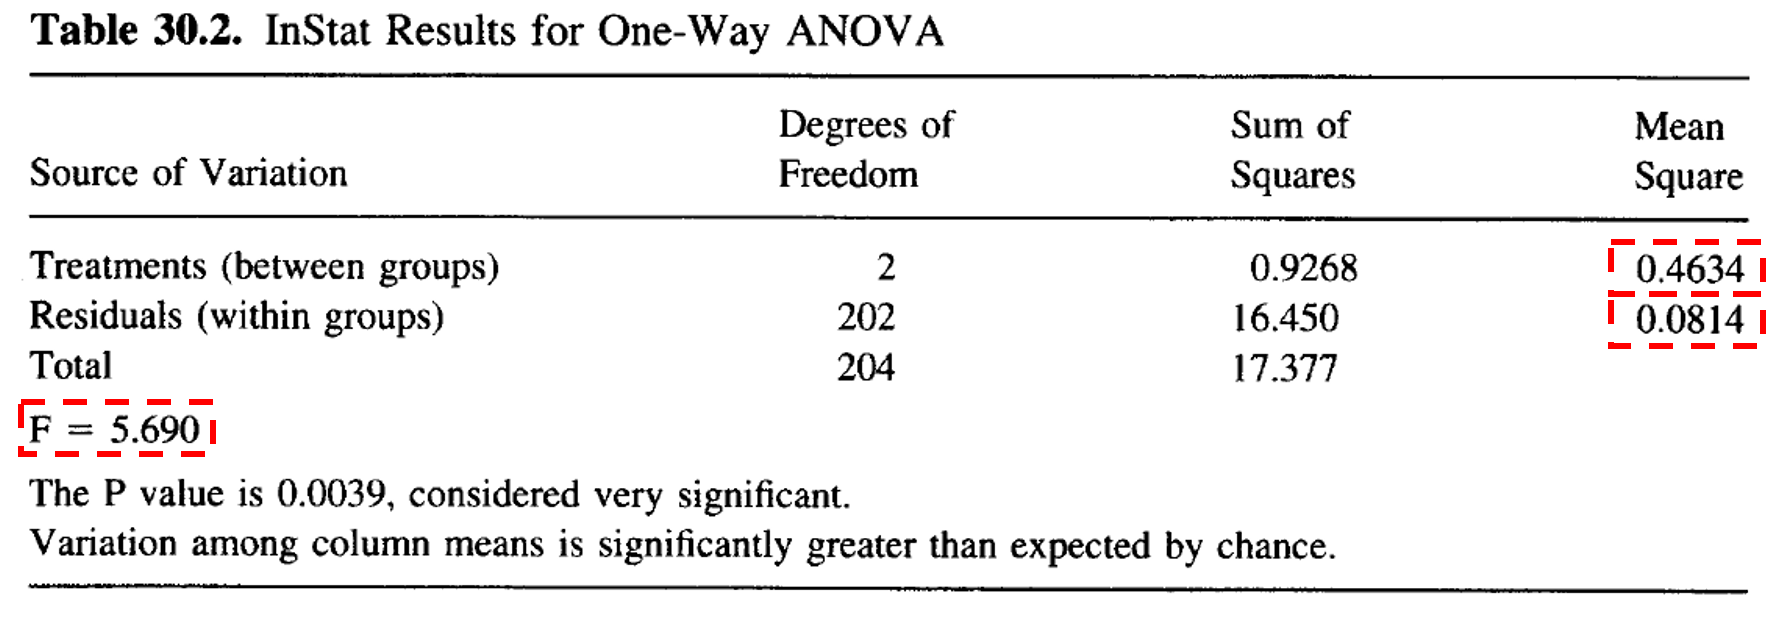 Table 30.2. InStat Results for One-Way ANOVA
Degrees of Sum of Mean
Source of Variation Freedom Squares Square
Treatments (between groups) 2 0.9268 0.4634
Residuals (within groups) 202 16.450 0.0814
Total 204 17.377
F = 5.690
The P value is 0.0039, considered very significant.
Variation among column means is significantly greater than expected by chance.